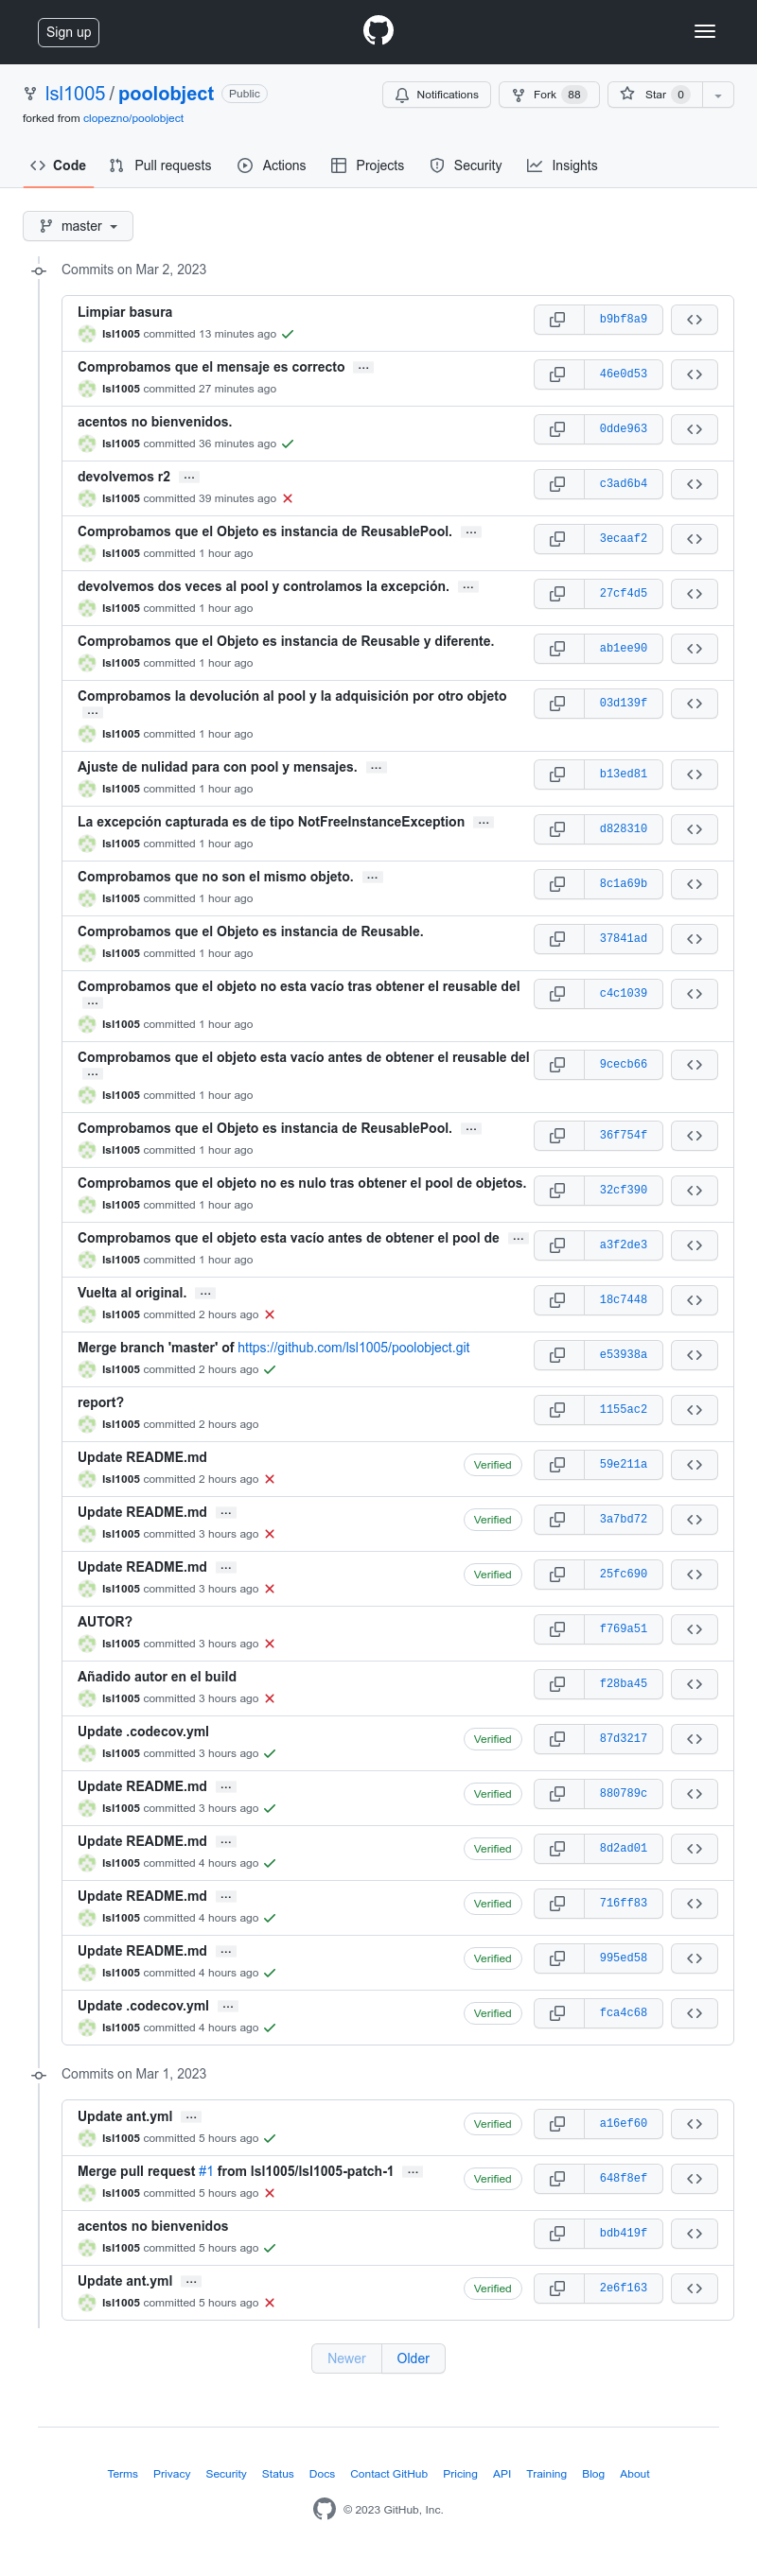 Sign up
lsl1005 / poolobject Public
Notifications Fork 88 Star 0
forked from clopezno/poolobject
Code Pull requests Actions Projects Security Insights
master
Commits on Mar 2, 2023
Limpiar basura
lsl1005 committed 13 minutes ago
b9bf8a9
Comprobamos que el mensaje es correcto …
lsl1005 committed 27 minutes ago
46e0d53
acentos no bienvenidos.
lsl1005 committed 36 minutes ago
0dde963
devolvemos r2 …
lsl1005 committed 39 minutes ago
c3ad6b4
Comprobamos que el Objeto es instancia de ReusablePool. …
lsl1005 committed 1 hour ago
3ecaaf2
devolvemos dos veces al pool y controlamos la excepción. …
lsl1005 committed 1 hour ago
27cf4d5
Comprobamos que el Objeto es instancia de Reusable y diferente.
lsl1005 committed 1 hour ago
ab1ee90
Comprobamos la devolución al pool y la adquisición por otro objeto
…
lsl1005 committed 1 hour ago
03d139f
Ajuste de nulidad para con pool y mensajes. …
lsl1005 committed 1 hour ago
b13ed81
La excepción capturada es de tipo NotFreeInstanceException …
lsl1005 committed 1 hour ago
d828310
Comprobamos que no son el mismo objeto. …
lsl1005 committed 1 hour ago
8c1a69b
Comprobamos que el Objeto es instancia de Reusable.
lsl1005 committed 1 hour ago
37841ad
Comprobamos que el objeto no esta vacío tras obtener el reusable del
…
lsl1005 committed 1 hour ago
c4c1039
Comprobamos que el objeto esta vacío antes de obtener el reusable del
…
lsl1005 committed 1 hour ago
9cecb66
Comprobamos que el Objeto es instancia de ReusablePool. …
lsl1005 committed 1 hour ago
36f754f
Comprobamos que el objeto no es nulo tras obtener el pool de objetos.
lsl1005 committed 1 hour ago
32cf390
Comprobamos que el objeto esta vacío antes de obtener el pool de …
lsl1005 committed 1 hour ago
a3f2de3
Vuelta al original. …
lsl1005 committed 2 hours ago
18c7448
Merge branch 'master' of https://github.com/lsl1005/poolobject.git
lsl1005 committed 2 hours ago
e53938a
report?
lsl1005 committed 2 hours ago
1155ac2
Update README.md
lsl1005 committed 2 hours ago
Verified 59e211a
Update README.md …
lsl1005 committed 3 hours ago
Verified 3a7bd72
Update README.md …
lsl1005 committed 3 hours ago
Verified 25fc690
AUTOR?
lsl1005 committed 3 hours ago
f769a51
Añadido autor en el build
lsl1005 committed 3 hours ago
f28ba45
Update .codecov.yml
lsl1005 committed 3 hours ago
Verified 87d3217
Update README.md …
lsl1005 committed 3 hours ago
Verified 880789c
Update README.md …
lsl1005 committed 4 hours ago
Verified 8d2ad01
Update README.md …
lsl1005 committed 4 hours ago
Verified 716ff83
Update README.md …
lsl1005 committed 4 hours ago
Verified 995ed58
Update .codecov.yml …
lsl1005 committed 4 hours ago
Verified fca4c68
Commits on Mar 1, 2023
Update ant.yml …
lsl1005 committed 5 hours ago
Verified a16ef60
Merge pull request #1 from lsl1005/lsl1005-patch-1 …
lsl1005 committed 5 hours ago
Verified 648f8ef
acentos no bienvenidos
lsl1005 committed 5 hours ago
bdb419f
Update ant.yml …
lsl1005 committed 5 hours ago
Verified 2e6f163
Newer Older
Terms Privacy Security Status Docs Contact GitHub Pricing API Training Blog About
© 2023 GitHub, Inc.